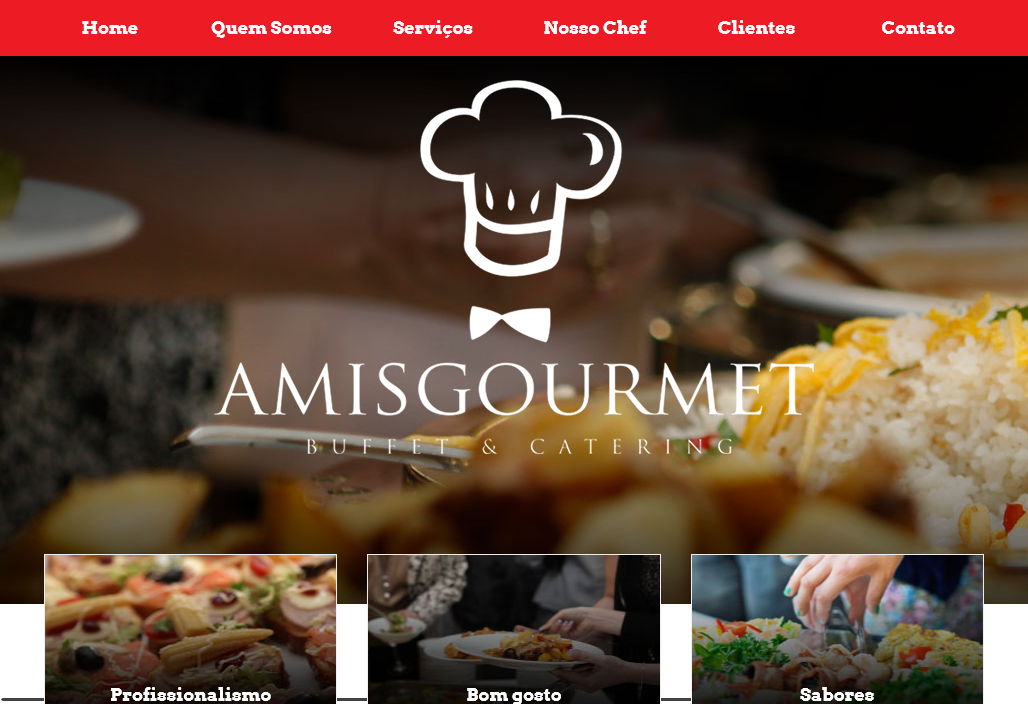 Home Quem Somos Serviços Nosso Chef Clientes Contato
AMISGOURMET
BUFFET & CATERING
Profissionalismo Bom gosto Sabores